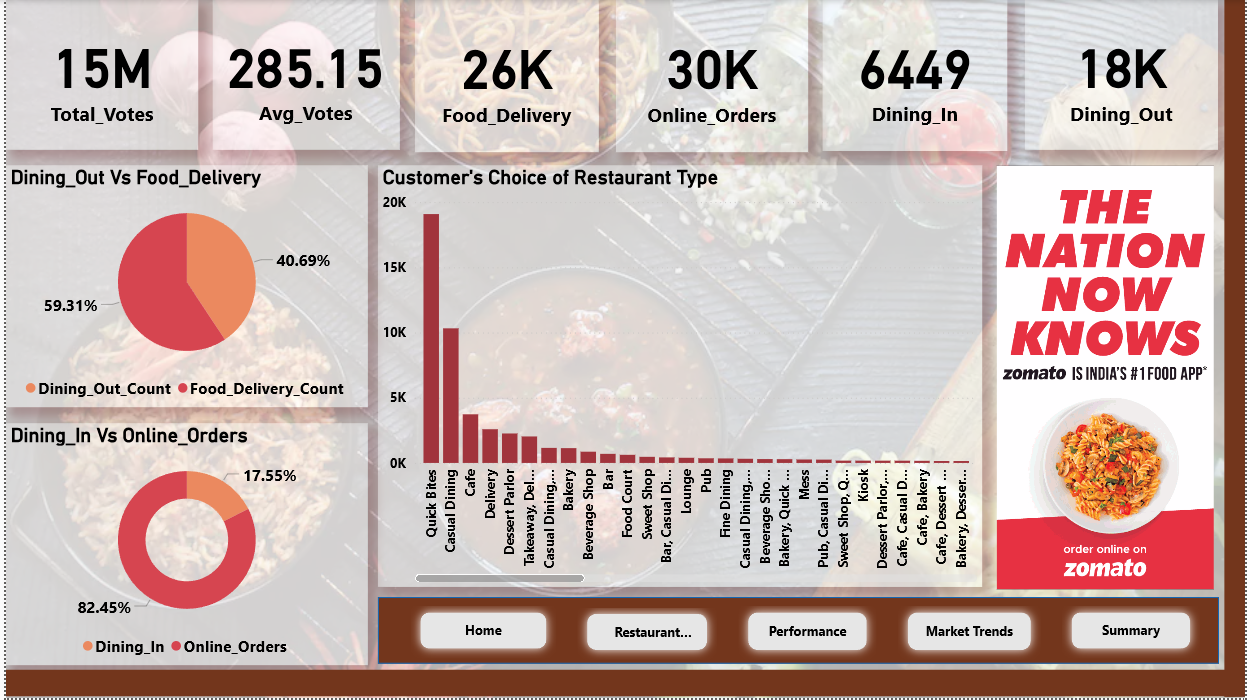 15M
Total_Votes
285.15
Avg_Votes
26K
Food_Delivery
30K
Online_Orders
6449
Dining_In
18K
Dining_Out
Dining_Out Vs Food_Delivery
40.69%
59.31%
Dining_Out_Count
Food_Delivery_Count
Dining_In Vs Online_Orders
17.55%
82.45%
Dining_In
Online_Orders
Customer's Choice of Restaurant Type
20K
15K
10K
5K
0K
Quick Bites
Casual Dining
Cafe
Delivery
Dessert Parlor
Takeaway, Del...
Casual Dining,...
Bakery
Beverage Shop
Bar
Food Court
Sweet Shop
Bar, Casual Di...
Lounge
Pub
Fine Dining
Casual Dining,...
Beverage Sho...
Bakery, Quick ...
Mess
Pub, Casual Di...
Sweet Shop, Q...
Kiosk
Dessert Parlor,...
Cafe, Casual D...
Cafe, Bakery
Cafe, Dessert ...
Bakery, Desser...
THE
NATION
NOW
KNOWS
zomato IS INDIA'S #1 FOOD APP*
order online on
zomato
Home
Restaurant...
Performance
Market Trends
Summary